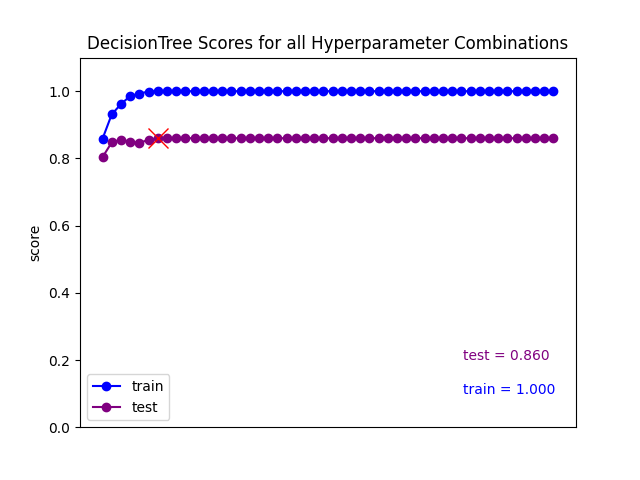 DecisionTree Scores for all Hyperparameter Combinations
1.0
0.8
0.6
0.4
0.2
0.0
score
test = 0.860
train = 1.000
train
test